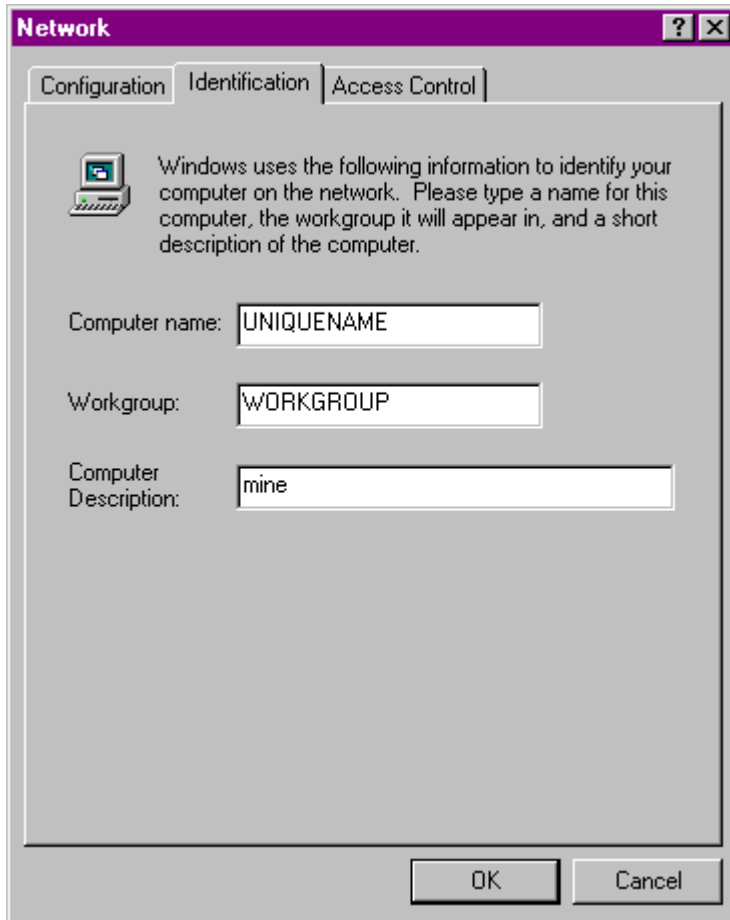 Network
Configuration Identification Access Control
Windows uses the following information to identify your
computer on the network.  Please type a name for this
computer, the workgroup it will appear in, and a short
description of the computer.
Computer name: UNIQUENAME
Workgroup: WORKGROUP
Computer
Description: mine
OK Cancel